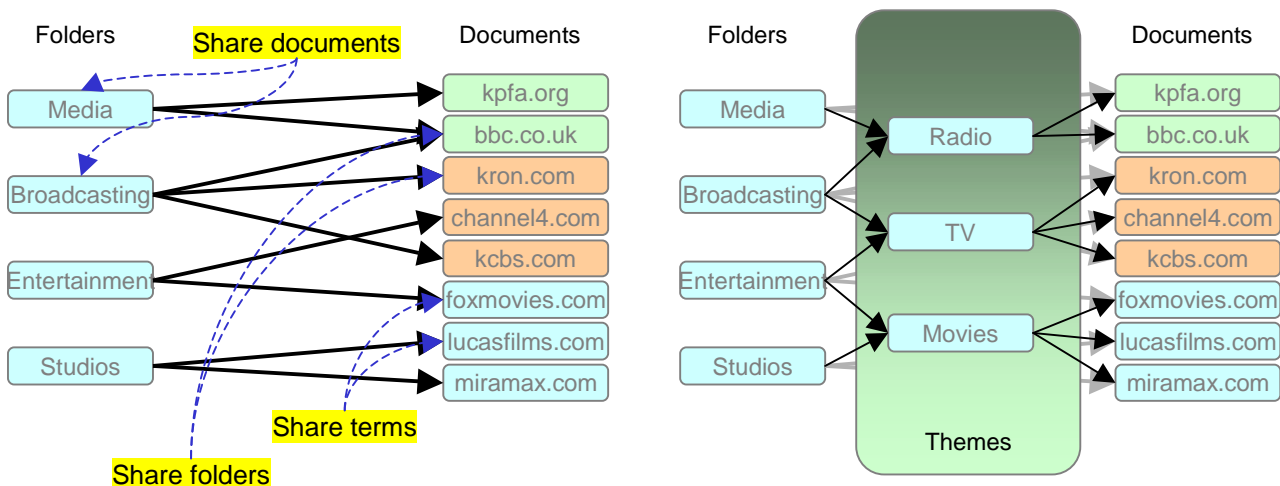 Folders
Share documents
Documents
Media
Broadcasting
Entertainment
Studios
kpfa.org
bbc.co.uk
kron.com
channel4.com
kcbs.com
foxmovies.com
lucasfilms.com
miramax.com
Share terms
Share folders
Folders
Documents
Media
Broadcasting
Entertainment
Studios
Radio
TV
Movies
Themes
kpfa.org
bbc.co.uk
kron.com
channel4.com
kcbs.com
foxmovies.com
lucasfilms.com
miramax.com